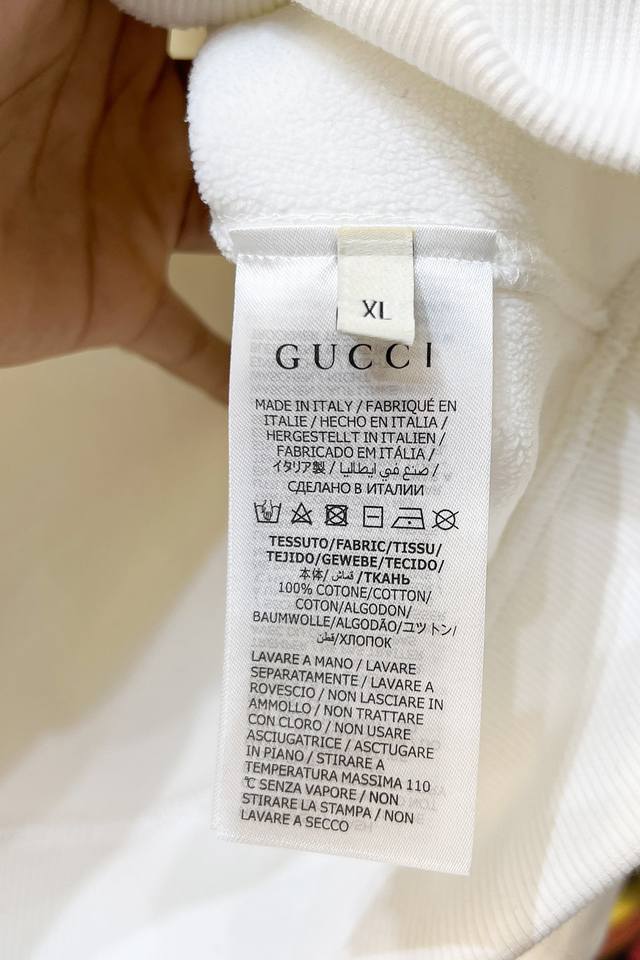 XL
GUCCI
MADE IN ITALY / FABRIQUÉ EN
ITALIE / HECHO EN ITALIA /
HERGESTELLT IN ITALIEN /
FABRICADO EM ITÁLIA /
イタリア製 / صنع في ايطاليا /
СДЕЛАНО В ИТАЛИИ
TESSUTO/FABRIC/TISSU/
TEJIDO/GEWEBE/TECIDO/
本体/ قماش /ТКАНЬ
100% COTONE/COTTON/
COTON/ALGODON/
BAUMWOLLE/ALGODÃO/ユツトン/
قطن/ХЛОПОК
LAVARE A MANO / LAVARE
SEPARATAMENTE / LAVARE A
ROVESCIO / NON LASCIARE IN
AMMOLLO / NON TRATTARE
CON CLORO / NON USARE
ASCIUGATRICE / ASCTUGARE
IN PIANO / STIRARE A
TEMPERATURA MASSIMA 110
℃ SENZA VAPORE / NON
STIRARE LA STAMPA / NON
LAVARE A SECCO